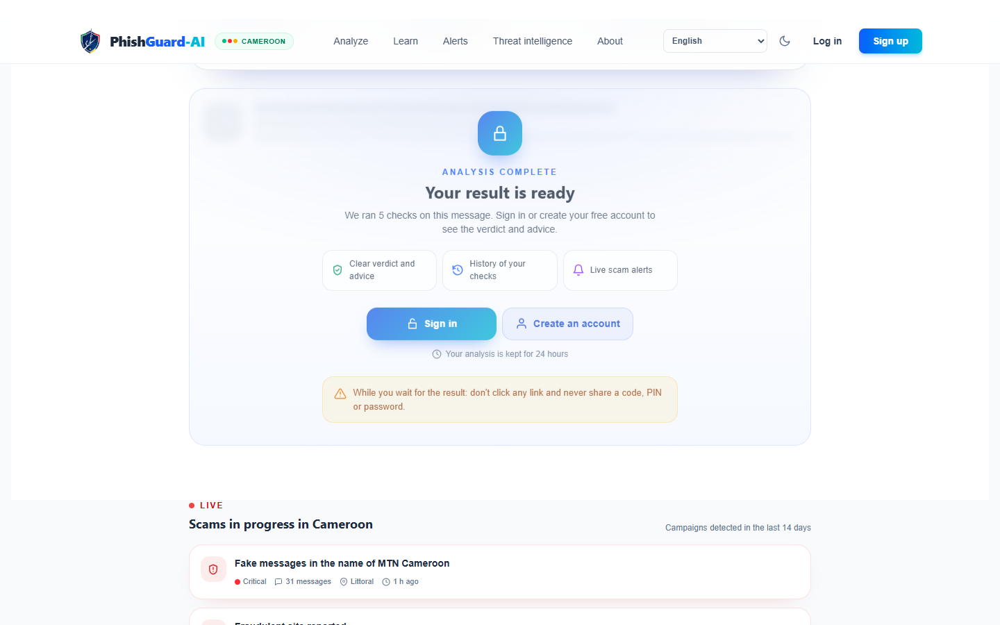 PhishGuard-AI
CAMEROON
Analyze
Learn
Alerts
Threat intelligence
About
English
Log in
Sign up
ANALYSIS COMPLETE
Your result is ready
We ran 5 checks on this message. Sign in or create your free account to
see the verdict and advice.
Clear verdict and
advice
History of your
checks
Live scam alerts
Sign in
Create an account
Your analysis is kept for 24 hours
While you wait for the result: don't click any link and never share a code, PIN
or password.
LIVE
Scams in progress in Cameroon
Campaigns detected in the last 14 days
Fake messages in the name of MTN Cameroon
Critical
31 messages
Littoral
1 h ago